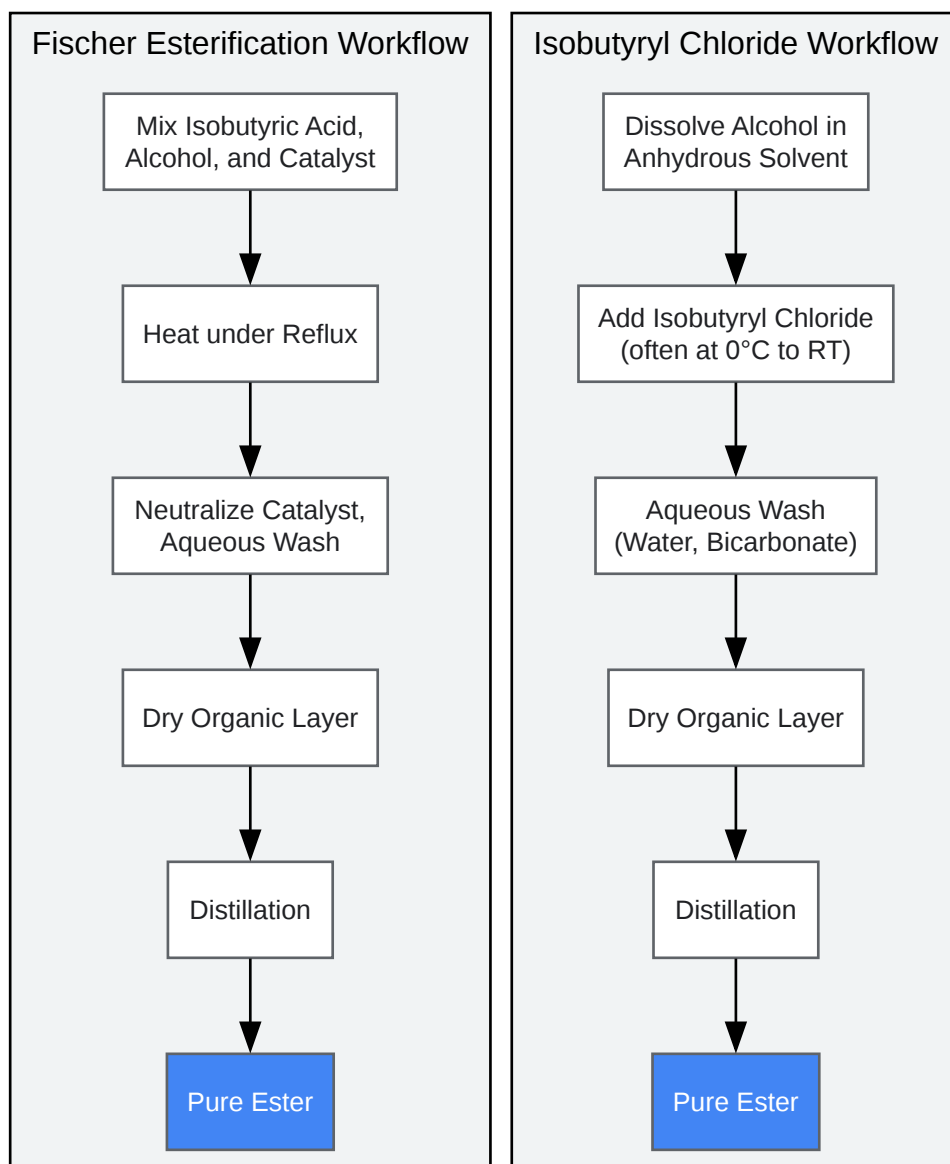 Fischer Esterification Workflow
Mix Isobutyric Acid,
Alcohol, and Catalyst
Heat under Reflux
Neutralize Catalyst,
Aqueous Wash
Dry Organic Layer
Distillation
Pure Ester
Isobutyryl Chloride Workflow
Dissolve Alcohol in
Anhydrous Solvent
Add Isobutyryl Chloride
(often at 0°C to RT)
Aqueous Wash
(Water, Bicarbonate)
Dry Organic Layer
Distillation
Pure Ester